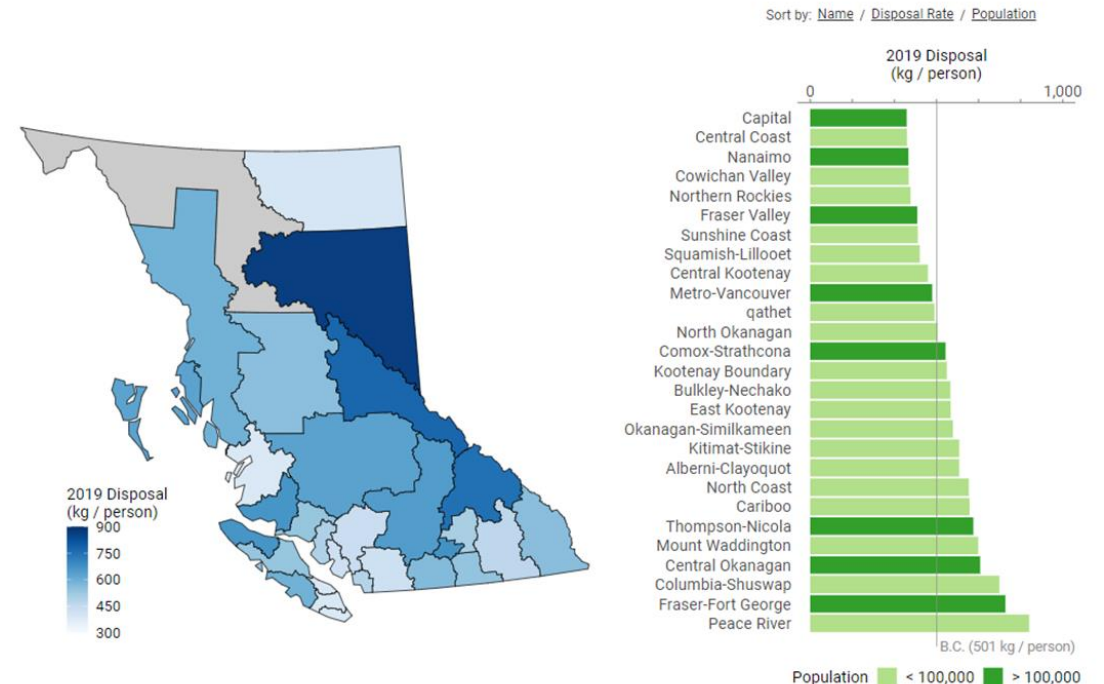 Sort by: Name / Disposal Rate / Population
2019 Disposal
(kg / person)
0 1,000
Capital
Central Coast
Nanaimo
Cowichan Valley
Northern Rockies
Fraser Valley
Sunshine Coast
Squamish-Lillooet
Central Kootenay
Metro-Vancouver
qathet
North Okanagan
Comox-Strathcona
Kootenay Boundary
Bulkley-Nechako
East Kootenay
Okanagan-Similkameen
Kitimat-Stikine
Alberni-Clayoquot
North Coast
Cariboo
Thompson-Nicola
Mount Waddington
Central Okanagan
Columbia-Shuswap
Fraser-Fort George
Peace River
B.C. (501 kg / person)
Population < 100,000 > 100,000
2019 Disposal
(kg / person)
900
750
600
450
300